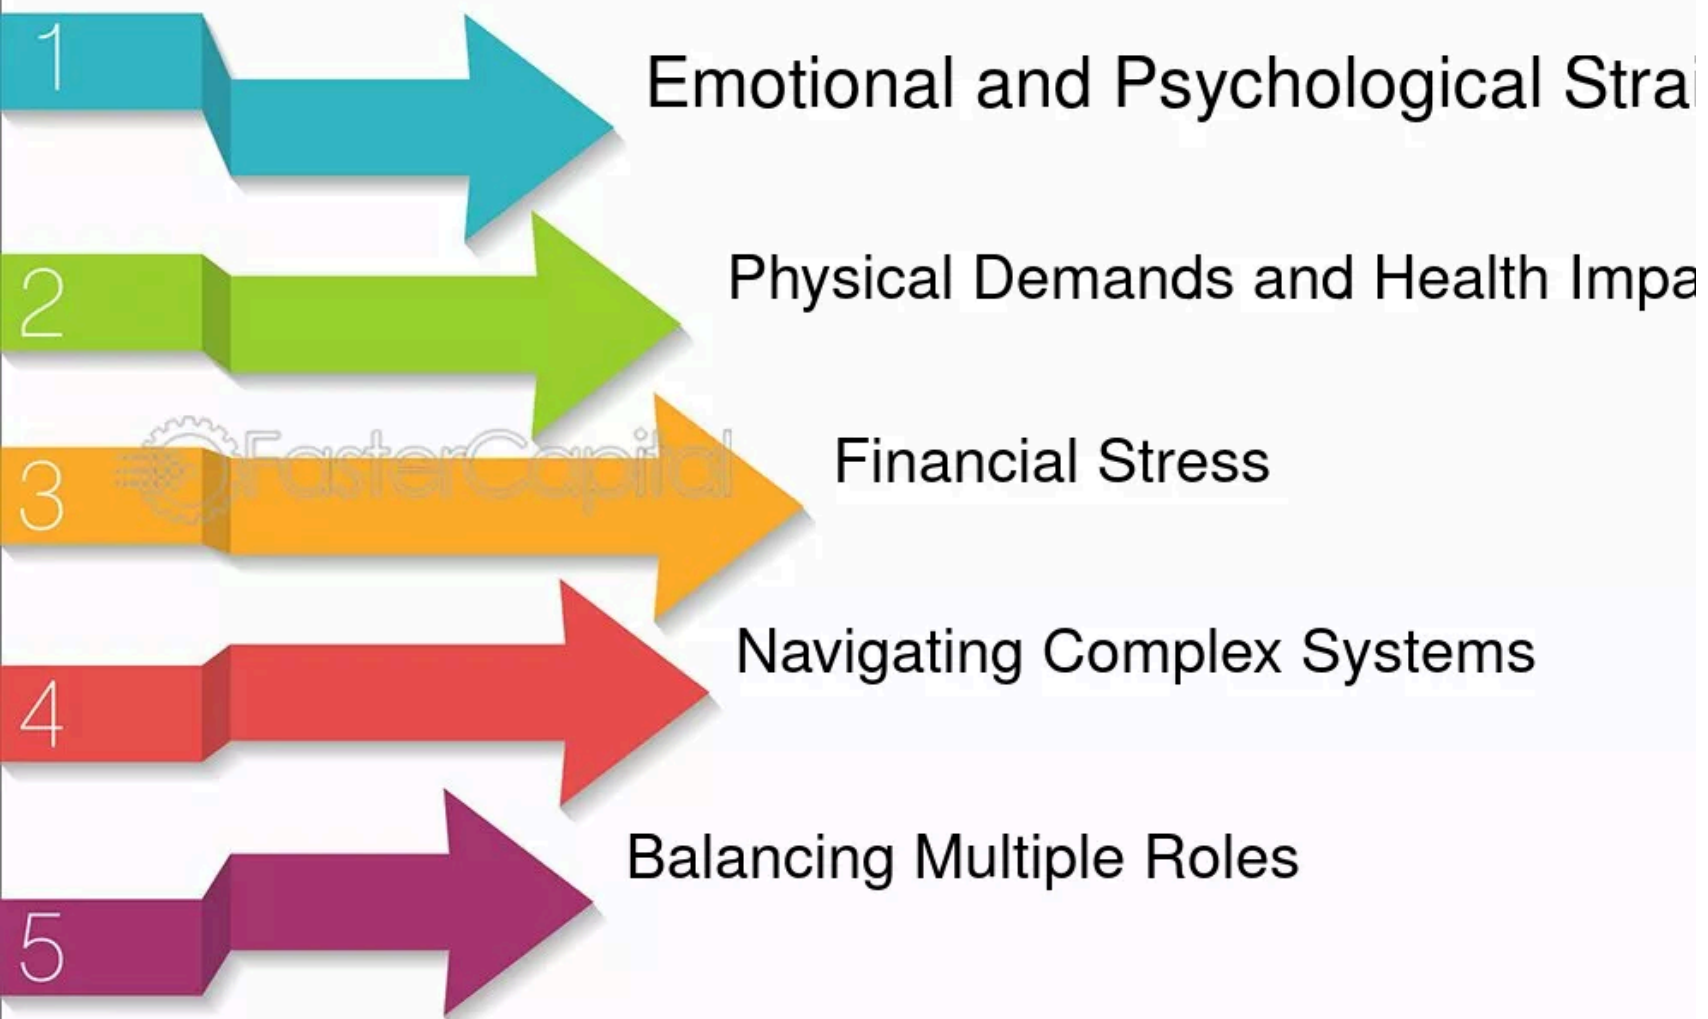 1
Emotional and Psychological Strai
2
Physical Demands and Health Impa
FasterCapital
3
Financial Stress
4
Navigating Complex Systems
5
Balancing Multiple Roles